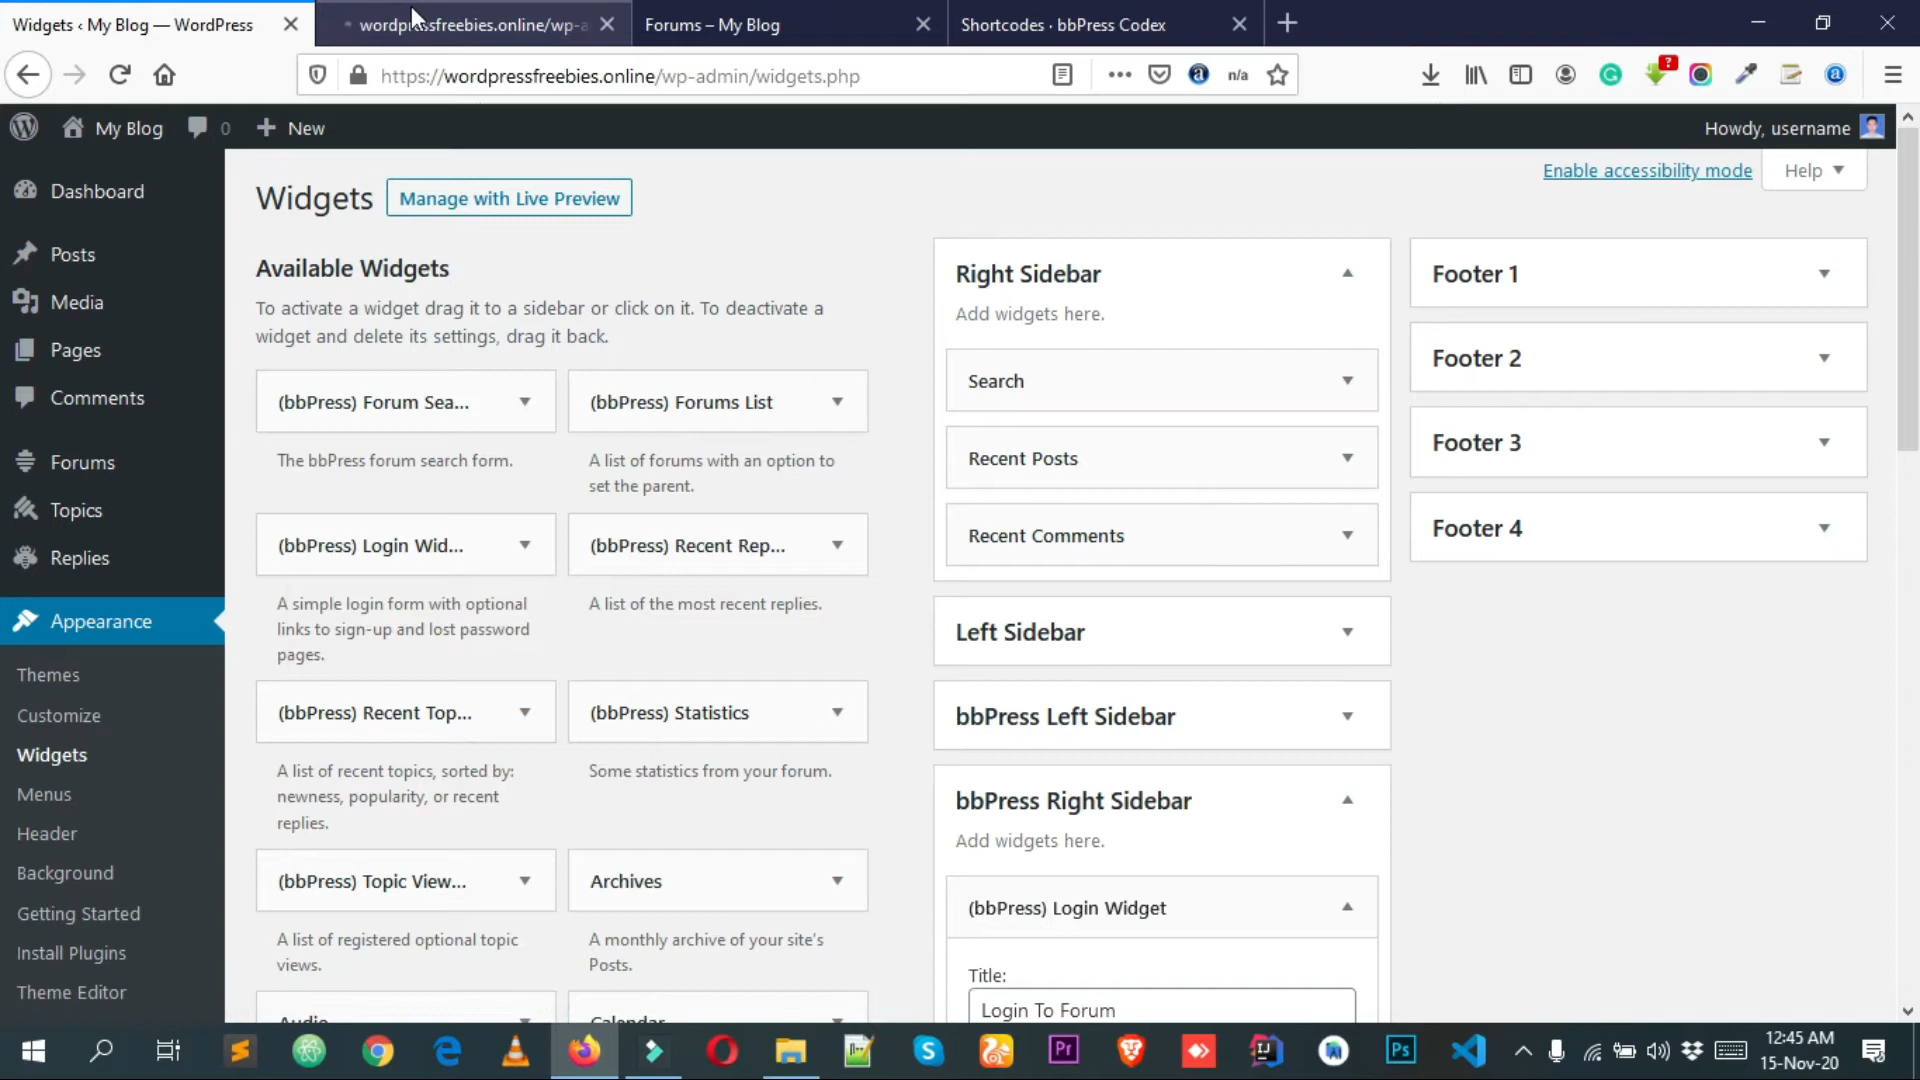 Widgets ‹ My Blog — WordPress
wordpressfreebies.online/wp-a
Forums – My Blog
Shortcodes · bbPress Codex
https://wordpressfreebies.online/wp-admin/widgets.php
n/a
?
My Blog
0
New
Howdy, username
Dashboard
Posts
Media
Pages
Comments
Forums
Topics
Replies
Appearance
Themes
Customize
Widgets
Menus
Header
Background
Getting Started
Install Plugins
Theme Editor
Enable accessibility mode
Help
Widgets
Manage with Live Preview
Available Widgets
To activate a widget drag it to a sidebar or click on it. To deactivate a
widget and delete its settings, drag it back.
(bbPress) Forum Sea...
The bbPress forum search form.
(bbPress) Forums List
A list of forums with an option to
set the parent.
(bbPress) Login Wid...
A simple login form with optional
links to sign-up and lost password
pages.
(bbPress) Recent Rep...
A list of the most recent replies.
(bbPress) Recent Top...
A list of recent topics, sorted by:
newness, popularity, or recent
replies.
(bbPress) Statistics
Some statistics from your forum.
(bbPress) Topic View...
A list of registered optional topic
views.
Archives
A monthly archive of your site's
Posts.
Audio
Calendar
Right Sidebar
Add widgets here.
Search
Recent Posts
Recent Comments
Left Sidebar
bbPress Left Sidebar
bbPress Right Sidebar
Add widgets here.
(bbPress) Login Widget
Title:
Login To Forum
Footer 1
Footer 2
Footer 3
Footer 4
Pr
Ps
12:45 AM
15-Nov-20